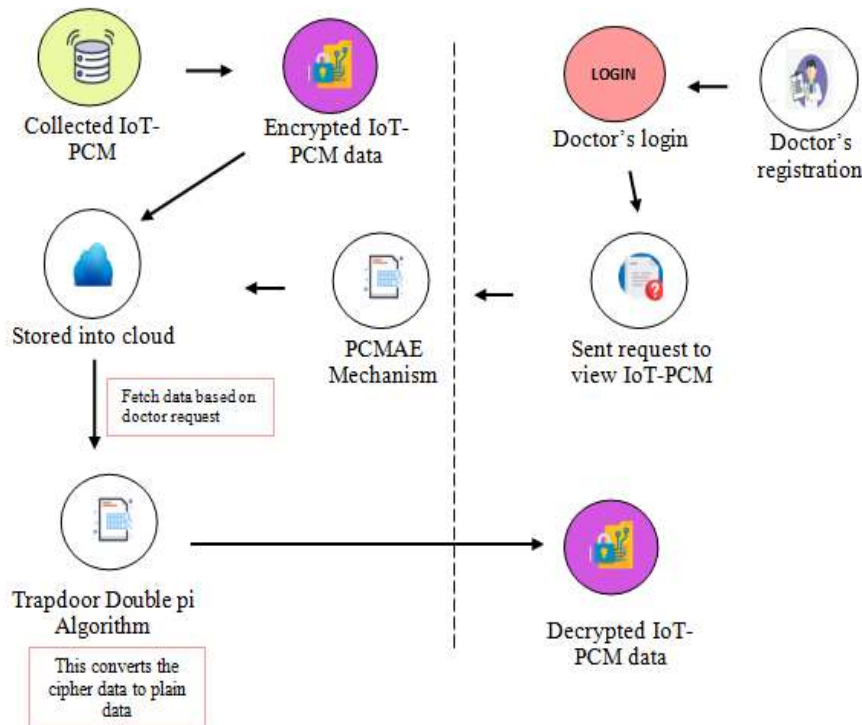 Collected IoT-
PCM
Encrypted IoT-
PCM data
LOGIN
Doctor's login
Doctor's
registration
Stored into cloud
PCMAE
Mechanism
Sent request to
view IoT-PCM
Fetch data based on
doctor request
Trapdoor Double pi
Algorithm
This converts the
cipher data to plain
data
Decrypted IoT-
PCM data